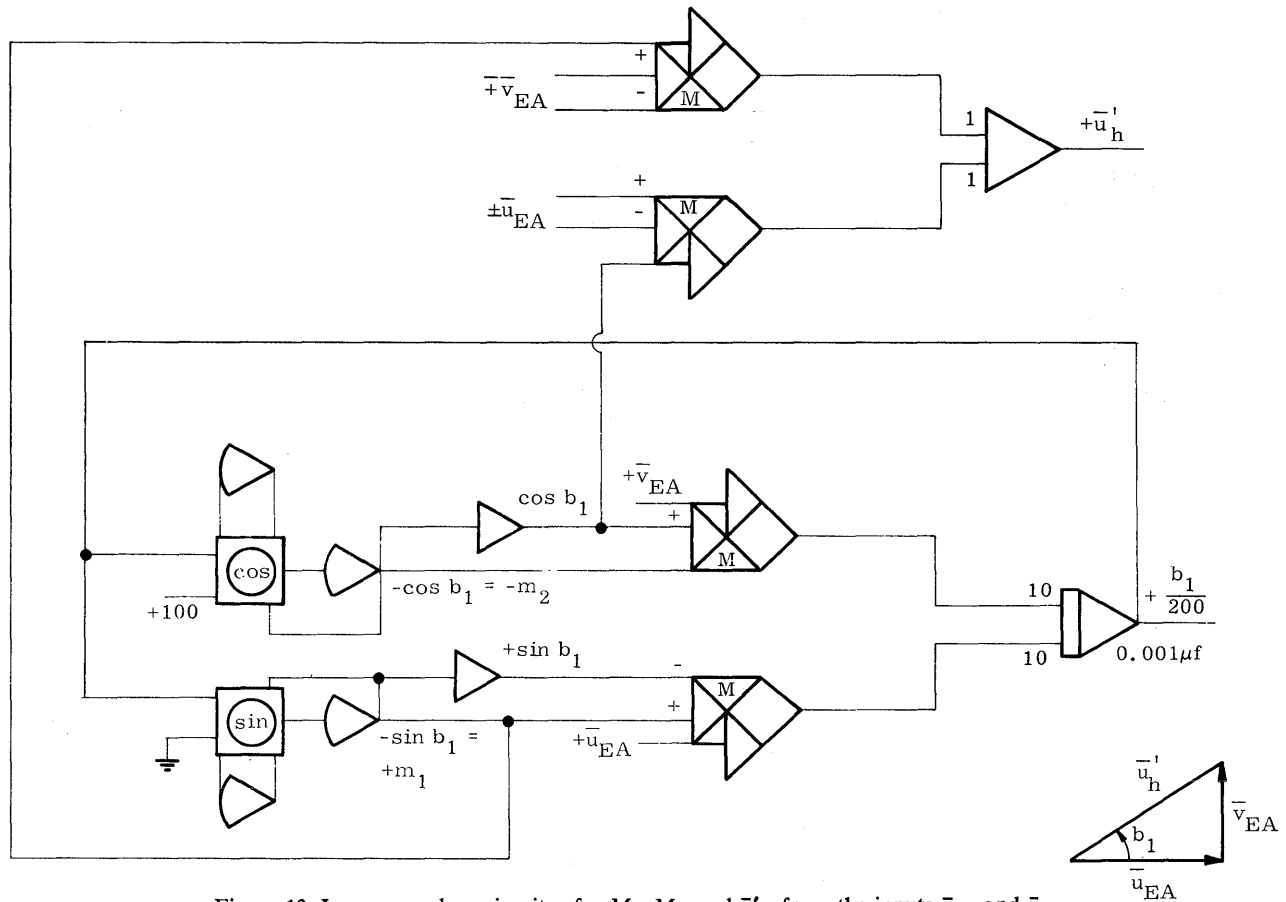 +
∓v̄EA
-
M
1
+ū'h
1
+
±ūEA
-
M
cos
+100
-cos b1 = -m2
cos b1
+v̄EA
+
M
10
10
+ b1/200
0.001μf
+sin b1
sin
-sin b1 =
+m1
-
+
M
+ūEA
ū'h
b1
v̄EA
ūEA